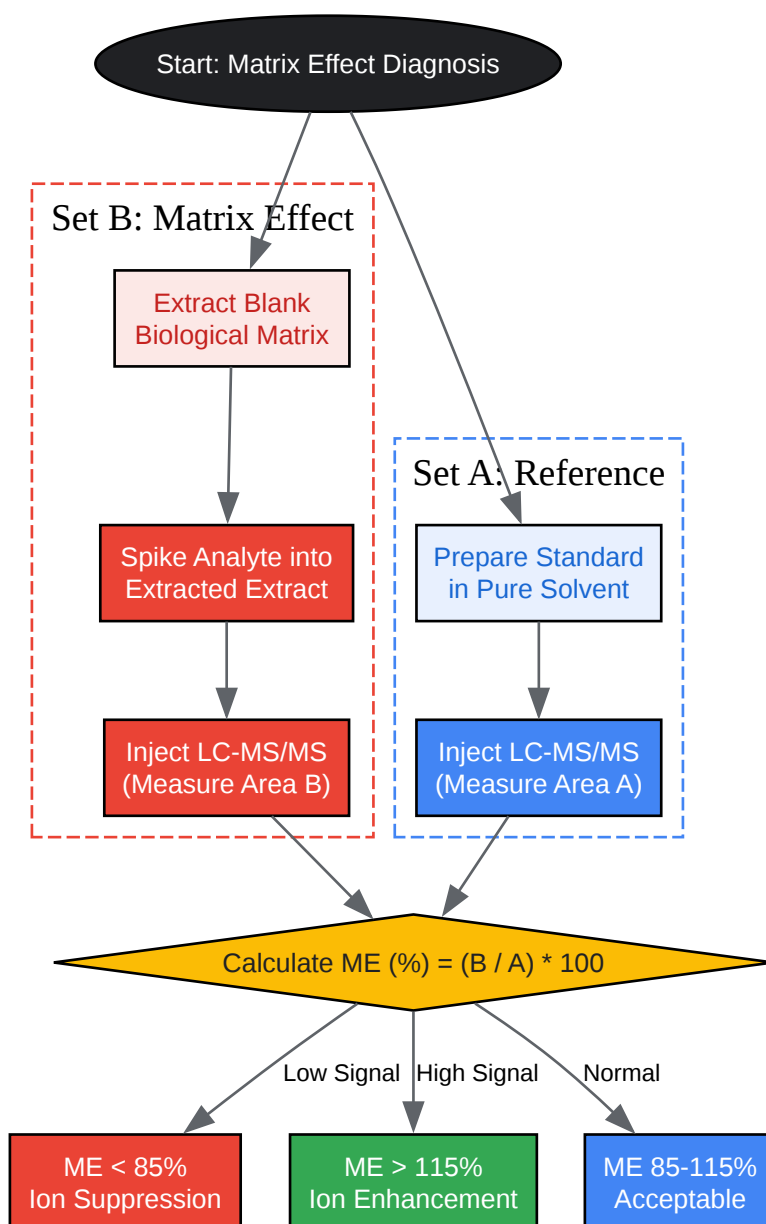 Start: Matrix Effect Diagnosis
Set B: Matrix Effect
Extract Blank
Biological Matrix
Spike Analyte into
Extracted Extract
Inject LC-MS/MS
(Measure Area B)
Set A: Reference
Prepare Standard
in Pure Solvent
Inject LC-MS/MS
(Measure Area A)
Calculate ME (%) = (B / A) * 100
Low Signal
High Signal
Normal
ME < 85%
Ion Suppression
ME > 115%
Ion Enhancement
ME 85-115%
Acceptable